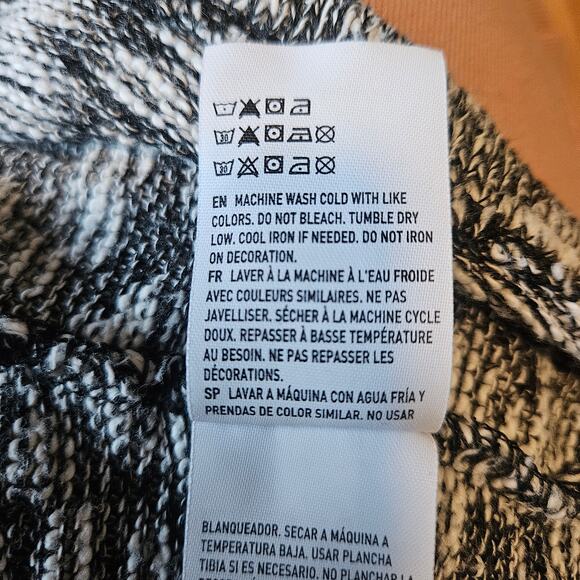 30
30
EN MACHINE WASH COLD WITH LIKE
COLORS. DO NOT BLEACH. TUMBLE DRY
LOW. COOL IRON IF NEEDED. DO NOT IRON
ON DECORATION.
FR LAVER À LA MACHINE À L'EAU FROIDE
AVEC COULEURS SIMILAIRES. NE PAS
JAVELLISER. SÉCHER À LA MACHINE CYCLE
DOUX. REPASSER À BASSE TEMPÉRATURE
AU BESOIN. NE PAS REPASSER LES
DÉCORATIONS.
SP LAVAR A MÁQUINA CON AGUA FRÍA Y
PRENDAS DE COLOR SIMILAR. NO USAR
BLANQUEADOR. SECAR A MÁQUINA A
TEMPERATURA BAJA. USAR PLANCHA
TIBIA SI ES NECESARIO. NO PLANCHAR LA